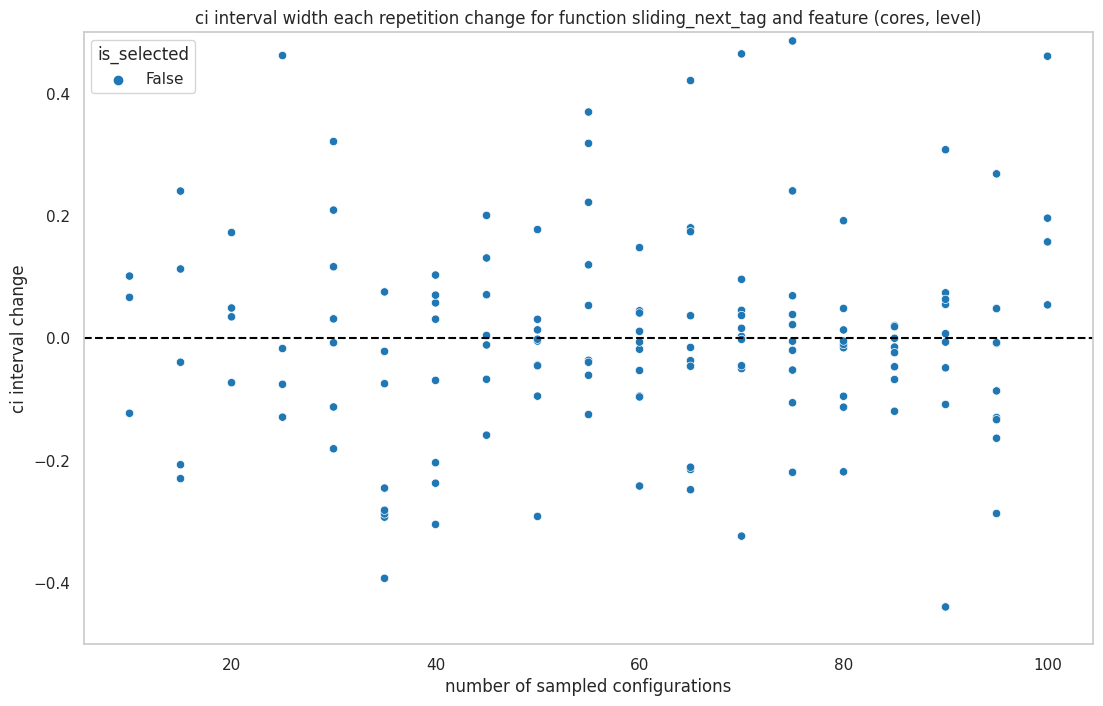 ci interval width each repetition change for function sliding_next_tag and feature (cores, level)
is_selected
False
ci interval change
0.4
0.2
0.0
−0.2
−0.4
20 40 60 80 100
number of sampled configurations